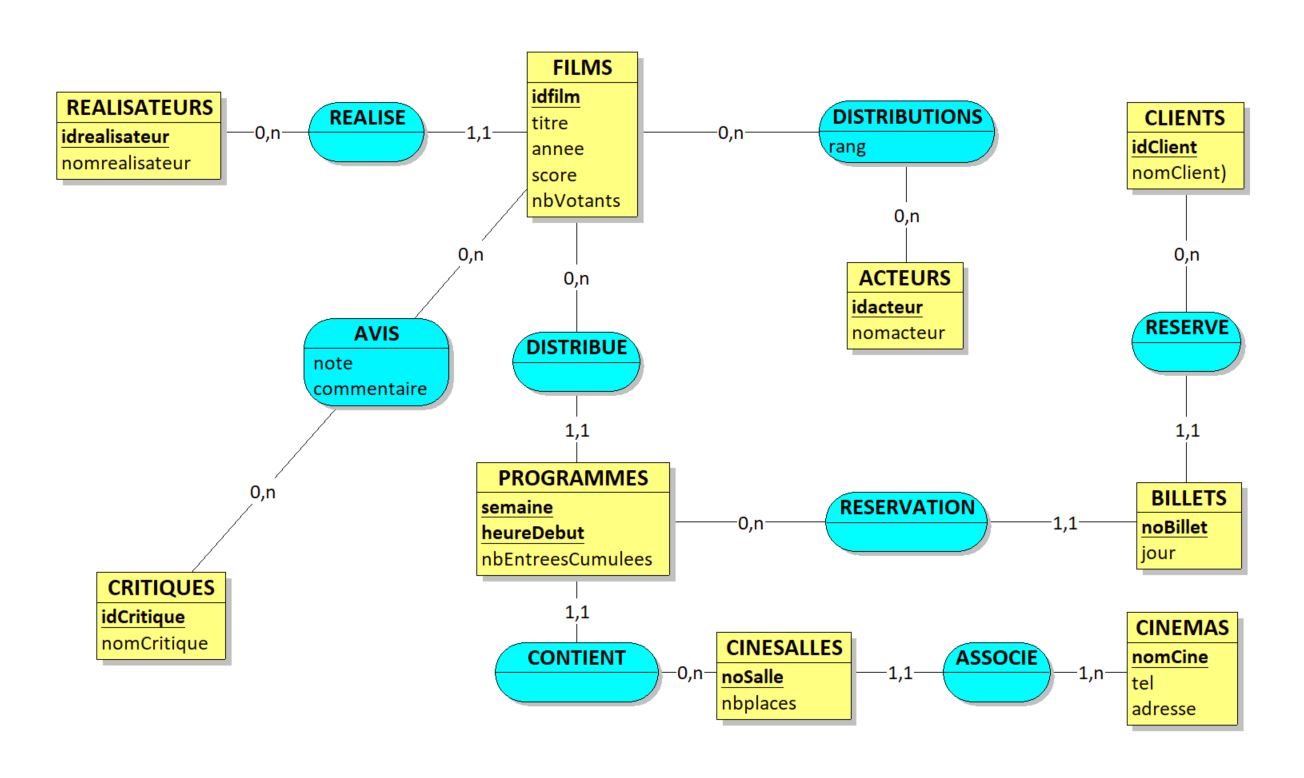 FILMS
idfilm
titre
annee
score
nbVotants
REALISATEURS
idrealisateur
nomrealisateur
0,n
REALISE
1,1
0,n
DISTRIBUTIONS
rang
CLIENTS
idClient
nomClient)
0,n
0,n
0,n
0,n
ACTEURS
idacteur
nomacteur
RESERVE
AVIS
note
commentaire
DISTRIBUE
1,1
1,1
PROGRAMMES
semaine
heureDebut
nbEntreesCumulees
0,n
0,n
RESERVATION
1,1
BILLETS
noBillet
jour
CRITIQUES
idCritique
nomCritique
1,1
CONTIENT
0,n
CINESALLES
noSalle
nbplaces
1,1
ASSOCIE
1,n
CINEMAS
nomCine
tel
adresse